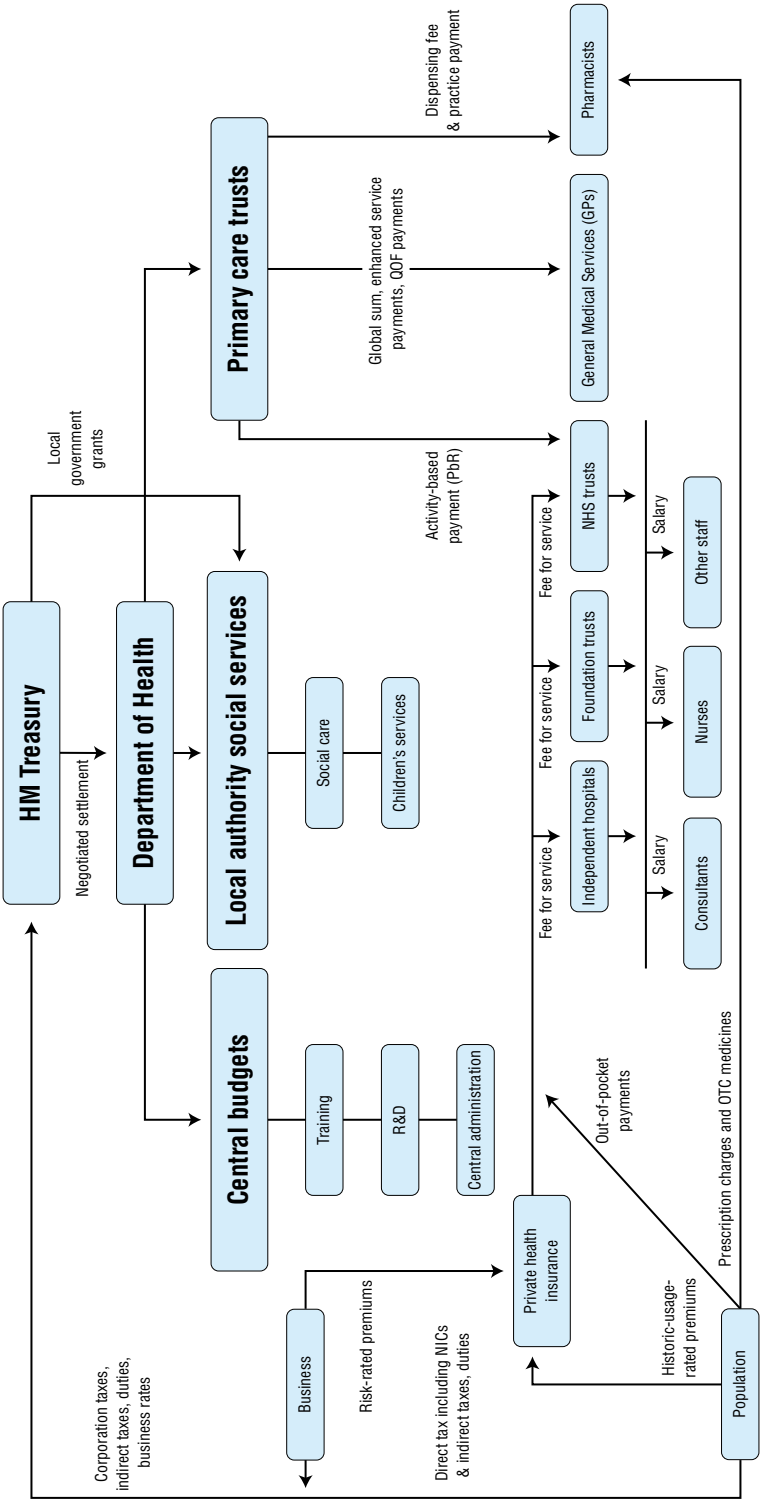 HM Treasury
Negotiated settlement
Local
government
grants
Corporation taxes,
indirect taxes, duties,
business rates
Department of Health
Central budgets
Local authority social services
Primary care trusts
Training
R&D
Central administration
Social care
Children's services
Activity-based
payment (PbR)
Global sum, enhanced service
payments, QOF payments
Dispensing fee
& practice payment
Business
Risk-rated premiums
Direct tax including NICs
& indirect taxes, duties
Private health
insurance
Fee for service
Fee for service
Fee for service
Independent hospitals
Foundation trusts
NHS trusts
General Medical Services (GPs)
Pharmacists
Salary
Salary
Salary
Consultants
Nurses
Other staff
Out-of-pocket
payments
Historic-usage-
rated premiums
Prescription charges and OTC medicines
Population